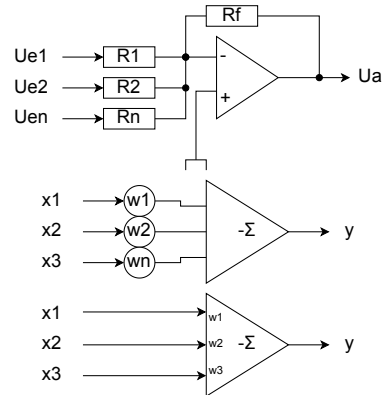 Rf
Ue1 R1 -
Ue2 R2 Ua
Uen Rn +
x1 w1
x2 w2 -Σ y
x3 wn
x1 w1
x2 w2 -Σ y
x3 w3